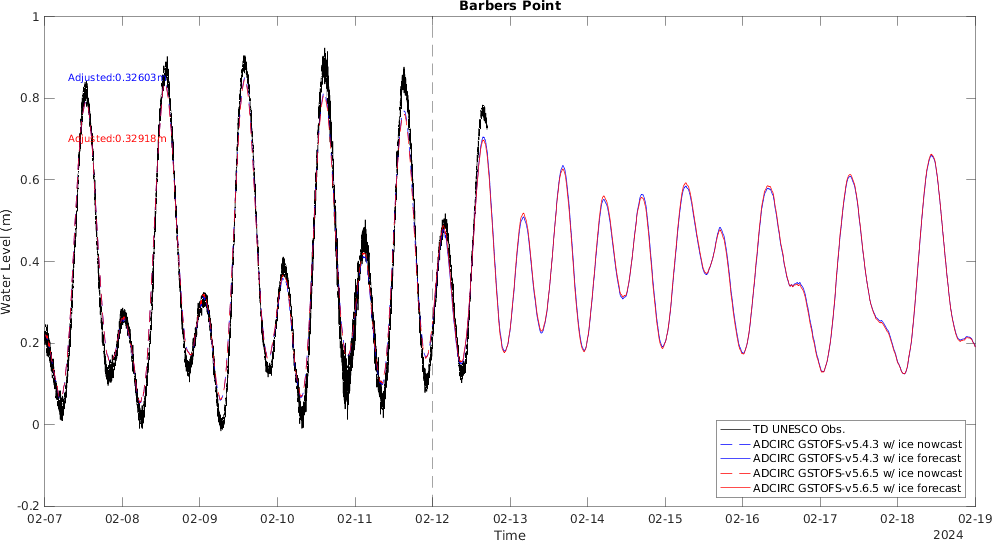 Barbers Point
1
0.8
0.6
0.4
0.2
0
-0.2
Water Level (m)
Adjusted:0.32603m
Adjusted:0.32918m
TD UNESCO Obs.
ADCIRC GSTOFS-v5.4.3 w/ ice nowcast
ADCIRC GSTOFS-v5.4.3 w/ ice forecast
ADCIRC GSTOFS-v5.6.5 w/ ice nowcast
ADCIRC GSTOFS-v5.6.5 w/ ice forecast
02-07 02-08 02-09 02-10 02-11 02-12 02-13 02-14 02-15 02-16 02-17 02-18 02-19
Time
2024